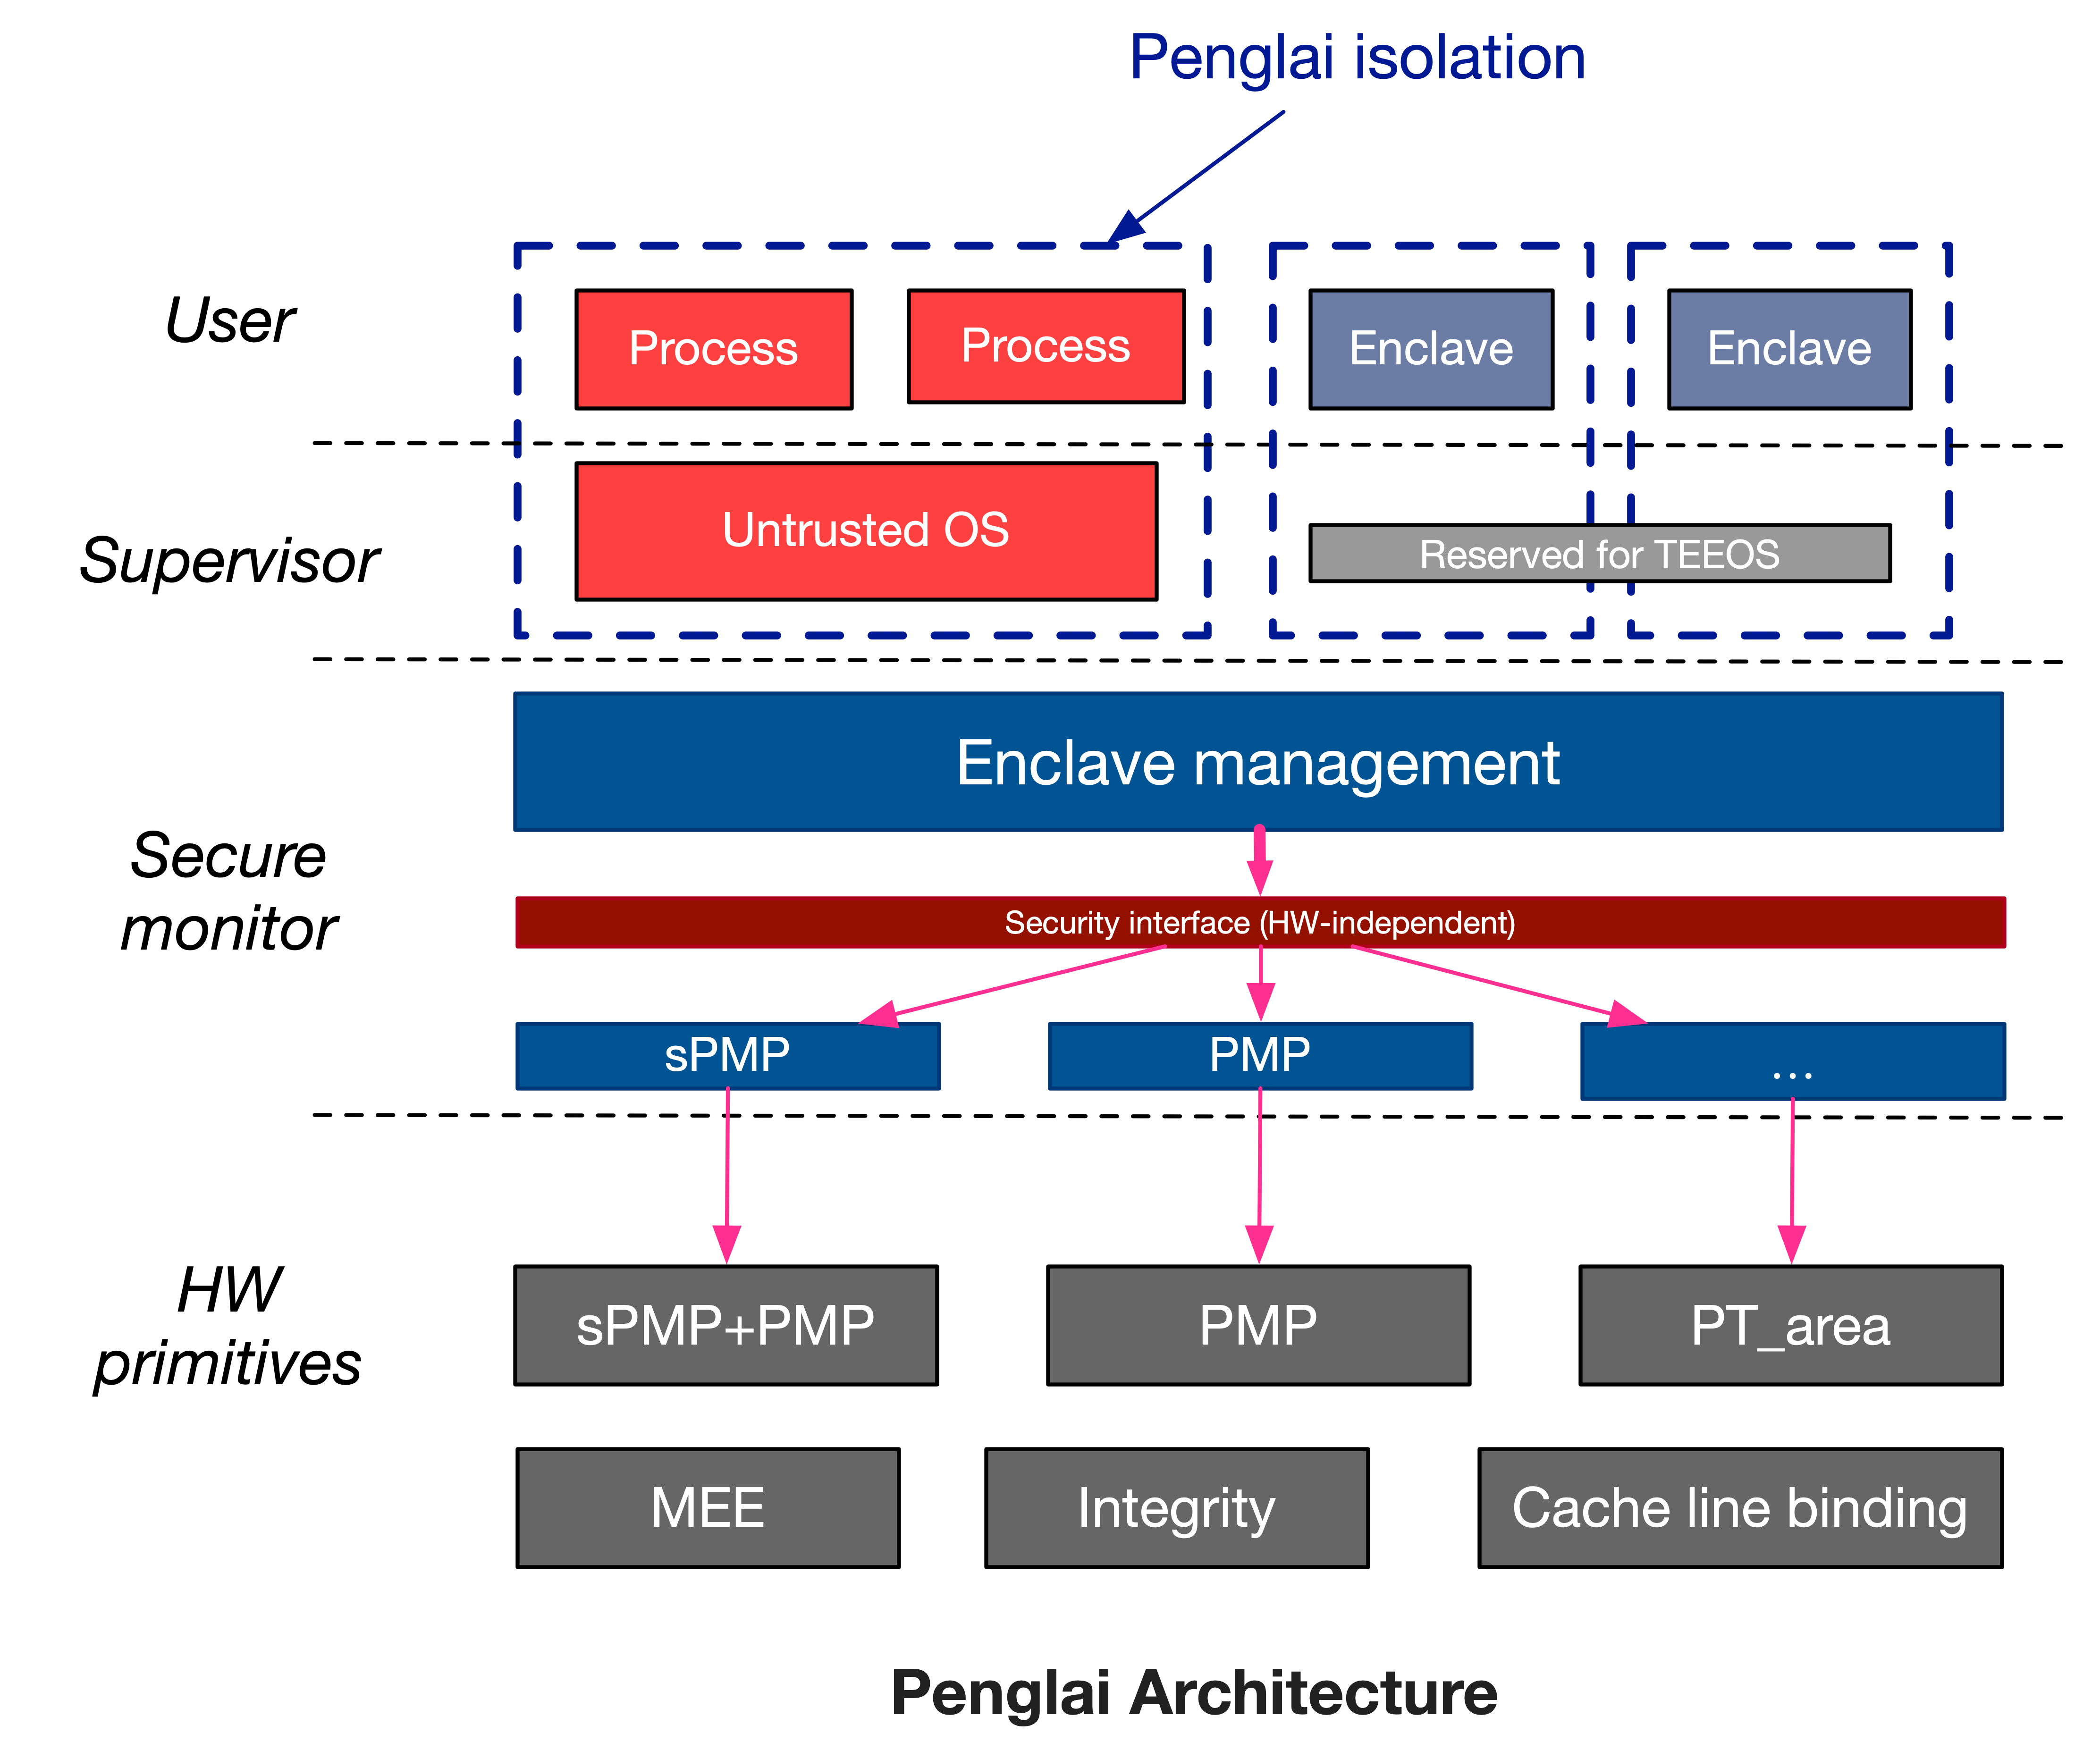 Penglai isolation
User
Process
Process
Enclave
Enclave
Supervisor
Untrusted OS
Reserved for TEEOS
Enclave management
Secure
monitor
Security interface (HW-independent)
sPMP
PMP
...
HW
primitives
sPMP+PMP
PMP
PT_area
MEE
Integrity
Cache line binding
Penglai Architecture